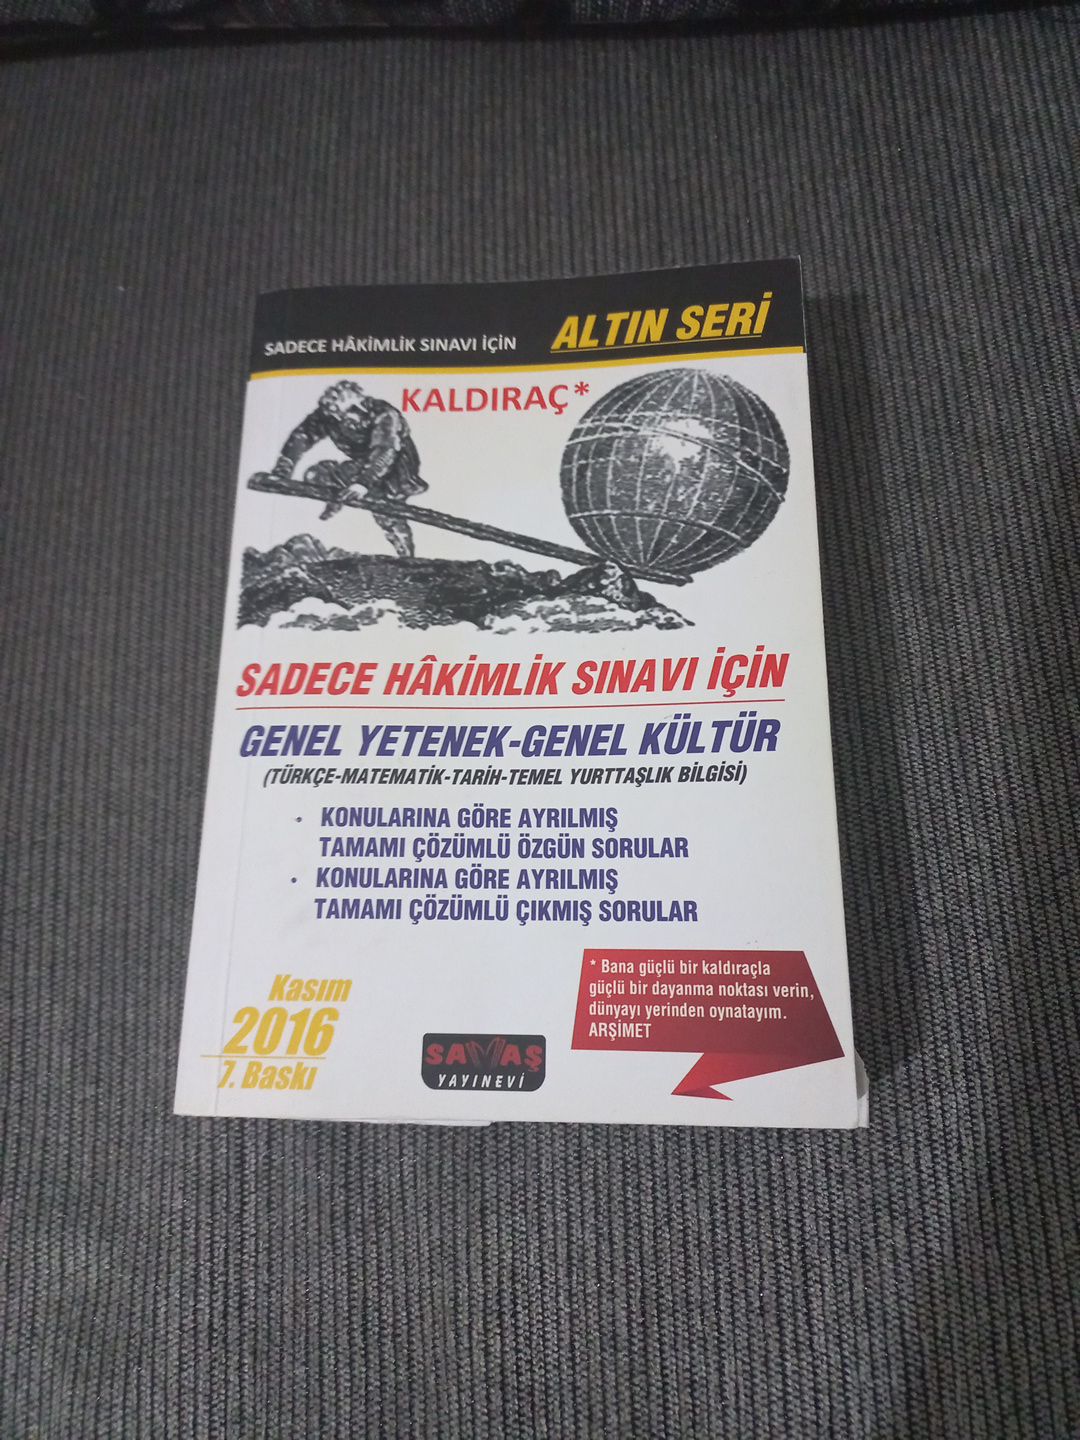 SADECE HÂKİMLİK SINAVI İÇİN
ALTIN SERİ
KALDIRAÇ*
SADECE HÂKİMLİK SINAVI İÇİN
GENEL YETENEK-GENEL KÜLTÜR
(TÜRKÇE-MATEMATİK-TARİH-TEMEL YURTTAŞLIK BİLGİSİ)
• KONULARINA GÖRE AYRILMIŞ
TAMAMI ÇÖZÜMLÜ ÖZGÜN SORULAR
• KONULARINA GÖRE AYRILMIŞ
TAMAMI ÇÖZÜMLÜ ÇIKMIŞ SORULAR
* Bana güçlü bir kaldıraçla
güçlü bir dayanma noktası verin,
dünyayı yerinden oynatayım.
ARŞİMET
Kasım
2016
7. Baskı
SAVAŞ
YAYINEVİ